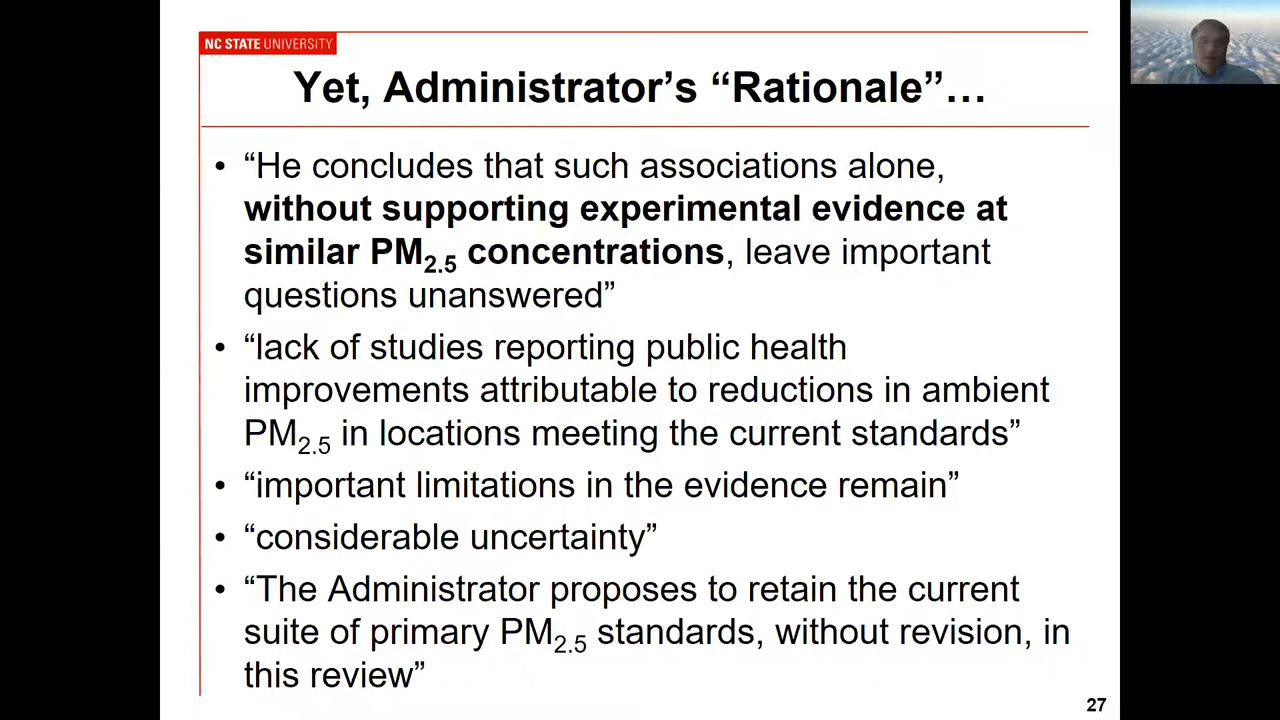 NC STATE UNIVERSITY
Yet, Administrator’s “Rationale”…
• “He concludes that such associations alone,
without supporting experimental evidence at
similar PM2.5 concentrations, leave important
questions unanswered”
• “lack of studies reporting public health
improvements attributable to reductions in ambient
PM2.5 in locations meeting the current standards”
• “important limitations in the evidence remain”
• “considerable uncertainty”
• “The Administrator proposes to retain the current
suite of primary PM2.5 standards, without revision, in
this review”
27